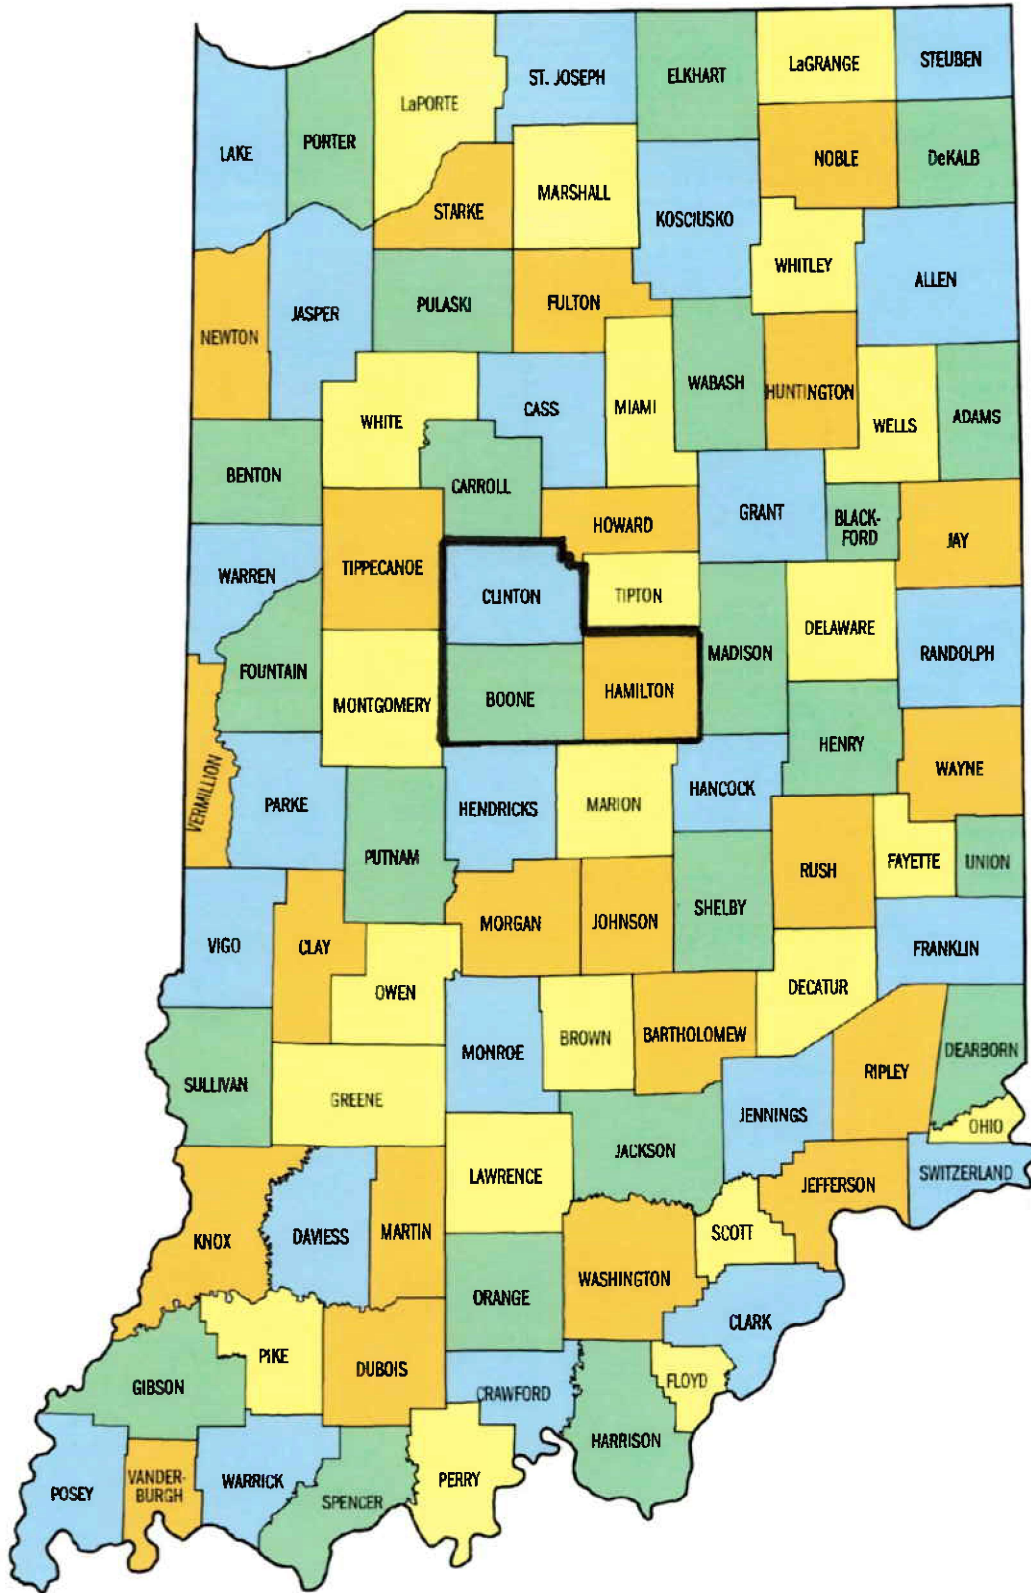 STEUBEN
LaGRANGE
ELKHART
ST. JOSEPH
LaPORTE
PORTER
LAKE
NOBLE
DeKALB
MARSHALL
STARKE
KOSCIUSKO
WHITLEY
ALLEN
NEWTON
JASPER
PULASKI
FULTON
WABASH
HUNTINGTON
MIAMI
CASS
WHITE
WELLS
ADAMS
BENTON
CARROLL
HOWARD
GRANT
BLACK-
FORD
JAY
WARREN
TIPPECANOE
CLINTON
TIPTON
DELAWARE
RANDOLPH
MADISON
FOUNTAIN
MONTGOMERY
BOONE
HAMILTON
HENRY
WAYNE
VERMILLION
PARKE
HENDRICKS
MARION
HANCOCK
PUTNAM
RUSH
FAYETTE
UNION
SHELBY
MORGAN
JOHNSON
VIGO
CLAY
OWEN
FRANKLIN
DECATUR
MONROE
BROWN
BARTHOLOMEW
DEARBORN
RIPLEY
SULLIVAN
GREENE
JENNINGS
OHIO
JACKSON
LAWRENCE
SWITZERLAND
JEFFERSON
KNOX
DAVIESS
MARTIN
SCOTT
WASHINGTON
ORANGE
CLARK
PIKE
DUBOIS
GIBSON
CRAWFORD
FLOYD
HARRISON
POSEY
VANDER-
BURGH
WARRICK
SPENCER
PERRY